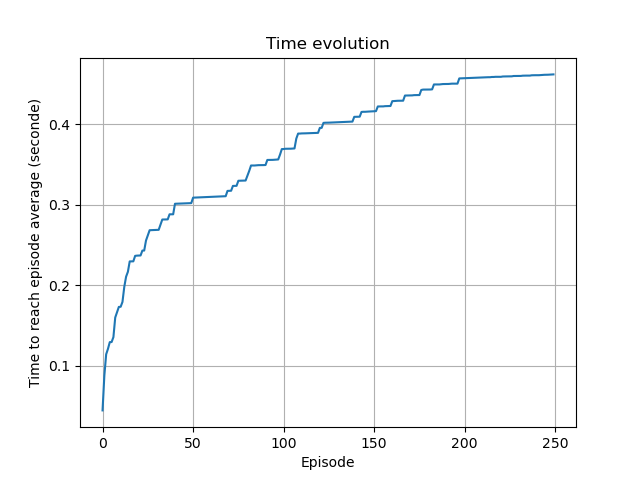 Time evolution
Time to reach episode average (seconde)
0.4
0.3
0.2
0.1
0 50 100 150 200 250
Episode